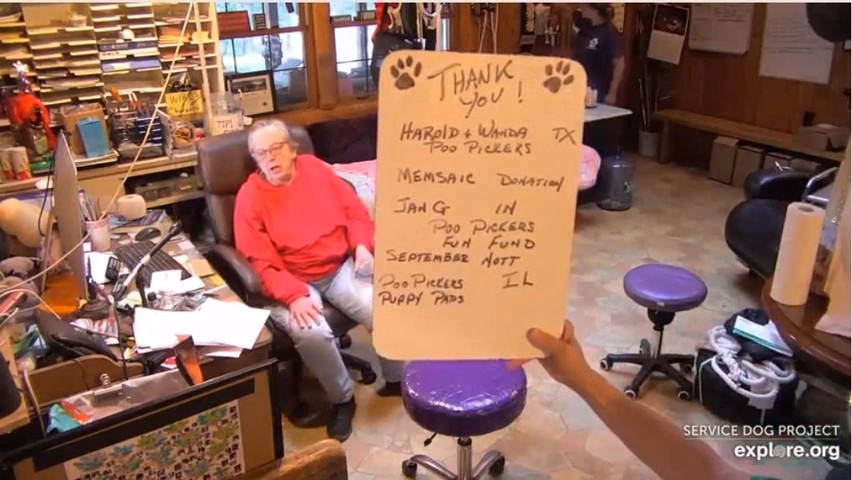 THANK
YOU!
HAROLD + WANDA TX
POO PICKERS
MEMSAIC DONATION
JAN G IN
POO PICKERS
FUN FUND
SEPTEMBER NOTT
POO PICKERS IL
PUPPY PADS
TIPS
SERVICE DOG PROJECT
explore.org